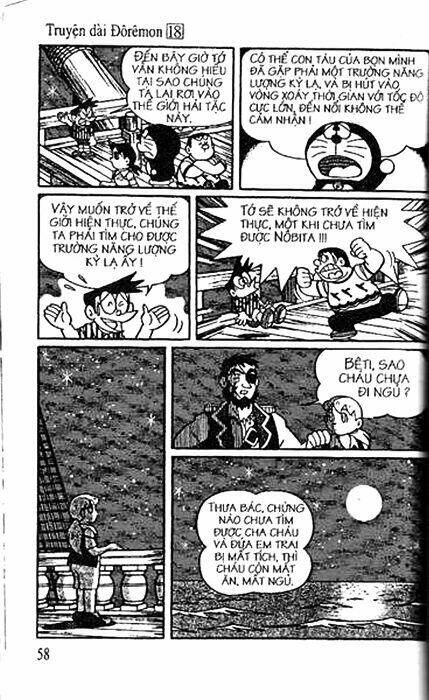 Truyện dài Đôrêmon 18
ĐẾN BÂY GIỜ TỚ
VẪN KHÔNG HIỂU
TẠI SAO CHÚNG
TA LẠI RƠI VÀO
THẾ GIỚI HẢI TẶC
NÀY.
CÓ THỂ CON TÀU CỦA BỌN MÌNH
ĐÃ GẶP PHẢI MỘT TRƯỜNG NĂNG
LƯỢNG KỲ LẠ, VÀ BỊ HÚT VÀO
VÒNG XOÁY THỜI GIAN VỚI TỐC ĐỘ
CỰC LỚN, ĐẾN NỖI KHÔNG THỂ
CẢM NHẬN !
VẬY MUỐN TRỞ VỀ THẾ
GIỚI HIỆN THỰC, CHÚNG
TA PHẢI TÌM CHO ĐƯỢC
TRƯỜNG NĂNG LƯỢNG
KỲ LẠ ẤY !
TỚ SẼ KHÔNG TRỞ VỀ HIỆN
THỰC, MỘT KHI CHƯA TÌM
ĐƯỢC NÔBITA !!!
BÊTI, SAO
CHÁU CHƯA
ĐI NGỦ ?
THƯA BÁC, CHỪNG
NÀO CHƯA TÌM
ĐƯỢC CHA CHÁU
VÀ ĐỨA EM TRAI
BỊ MẤT TÍCH, THÌ
CHÁU CÒN MẤT
ĂN, MẤT NGỦ.
58